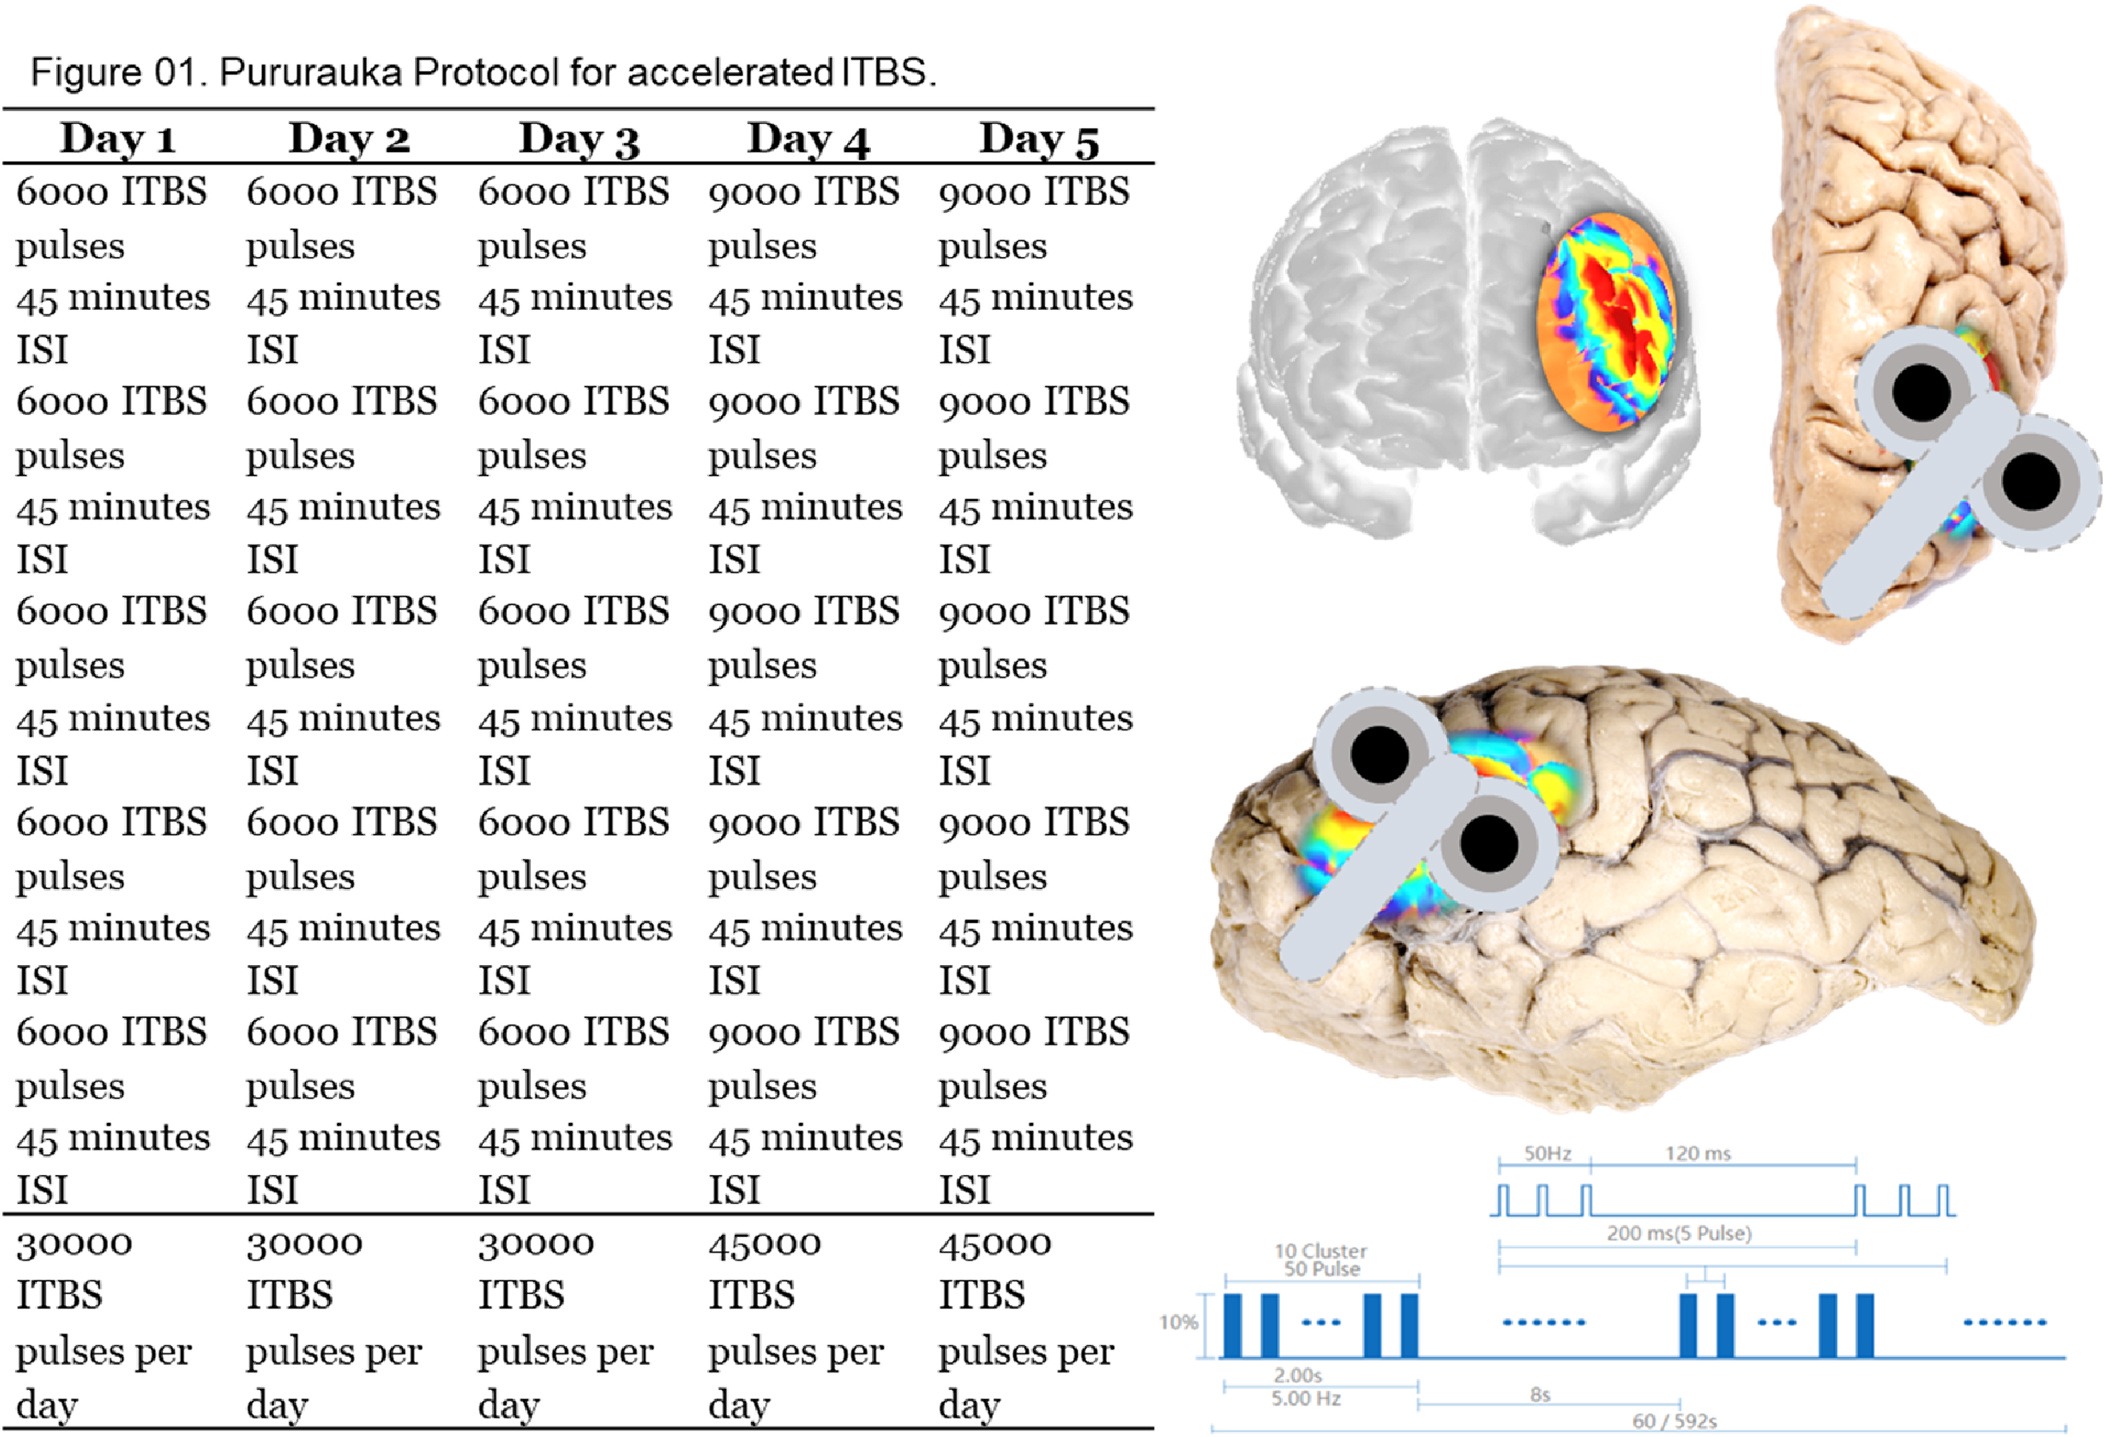 Figure 01. Pururauka Protocol for accelerated ITBS.
Day 1 Day 2 Day 3 Day 4 Day 5
6000 ITBS 6000 ITBS 6000 ITBS 9000 ITBS 9000 ITBS
pulses pulses pulses pulses pulses
45 minutes 45 minutes 45 minutes 45 minutes 45 minutes
ISI ISI ISI ISI ISI
6000 ITBS 6000 ITBS 6000 ITBS 9000 ITBS 9000 ITBS
pulses pulses pulses pulses pulses
45 minutes 45 minutes 45 minutes 45 minutes 45 minutes
ISI ISI ISI ISI ISI
6000 ITBS 6000 ITBS 6000 ITBS 9000 ITBS 9000 ITBS
pulses pulses pulses pulses pulses
45 minutes 45 minutes 45 minutes 45 minutes 45 minutes
ISI ISI ISI ISI ISI
6000 ITBS 6000 ITBS 6000 ITBS 9000 ITBS 9000 ITBS
pulses pulses pulses pulses pulses
45 minutes 45 minutes 45 minutes 45 minutes 45 minutes
ISI ISI ISI ISI ISI
6000 ITBS 6000 ITBS 6000 ITBS 9000 ITBS 9000 ITBS
pulses pulses pulses pulses pulses
45 minutes 45 minutes 45 minutes 45 minutes 45 minutes
ISI ISI ISI ISI ISI
30000 30000 30000 45000 45000
ITBS ITBS ITBS ITBS ITBS
pulses per pulses per pulses per pulses per pulses per
day day day day day
50Hz 120 ms
200 ms(5 Pulse)
10 Cluster
50 Pulse
10%
2.00s
5.00 Hz
8s
60 / 592s